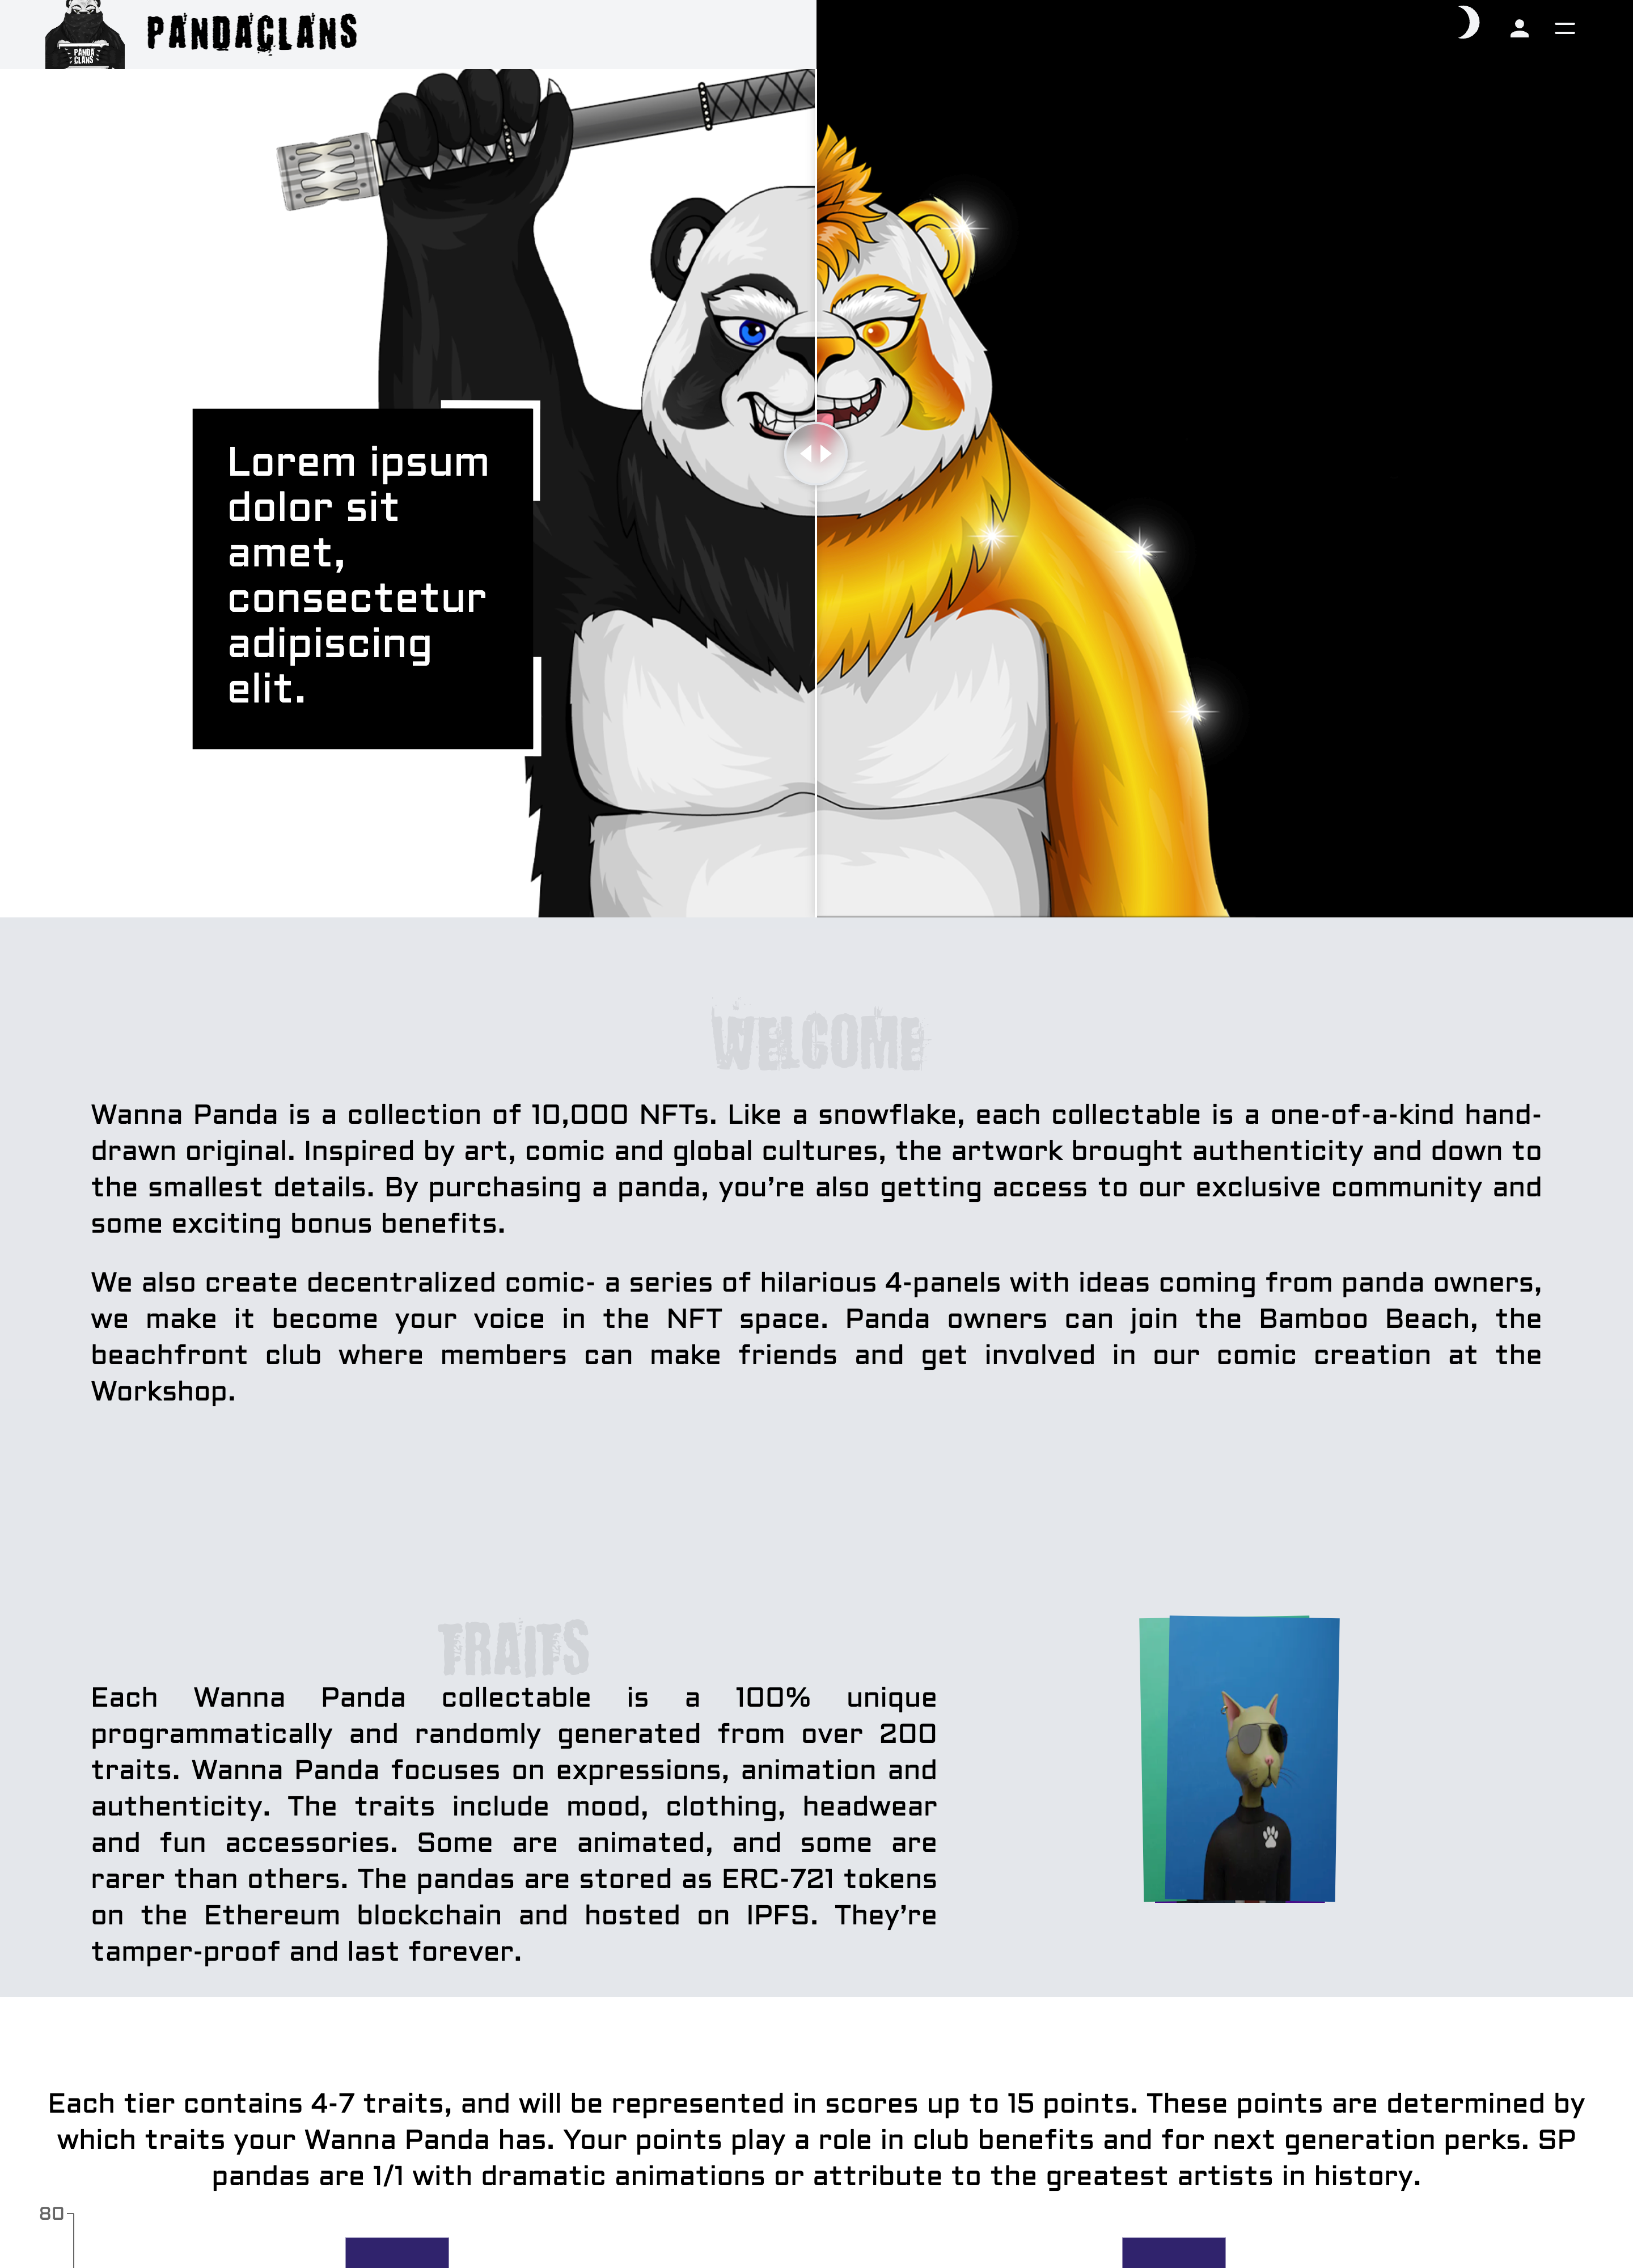 PANDA
CLANS
PANDACLANS
Lorem ipsum
dolor sit
amet,
consectetur
adipiscing
elit.
WELCOME
Wanna Panda is a collection of 10,000 NFTs. Like a snowflake, each collectable is a one-of-a-kind hand-
drawn original. Inspired by art, comic and global cultures, the artwork brought authenticity and down to
the smallest details. By purchasing a panda, you're also getting access to our exclusive community and
some exciting bonus benefits.
We also create decentralized comic- a series of hilarious 4-panels with ideas coming from panda owners,
we make it become your voice in the NFT space. Panda owners can join the Bamboo Beach, the
beachfront club where members can make friends and get involved in our comic creation at the
Workshop.
TRAITS
Each Wanna Panda collectable is a 100% unique
programmatically and randomly generated from over 200
traits. Wanna Panda focuses on expressions, animation and
authenticity. The traits include mood, clothing, headwear
and fun accessories. Some are animated, and some are
rarer than others. The pandas are stored as ERC-721 tokens
on the Ethereum blockchain and hosted on IPFS. They're
tamper-proof and last forever.
Each tier contains 4-7 traits, and will be represented in scores up to 15 points. These points are determined by
which traits your Wanna Panda has. Your points play a role in club benefits and for next generation perks. SP
pandas are 1/1 with dramatic animations or attribute to the greatest artists in history.
80